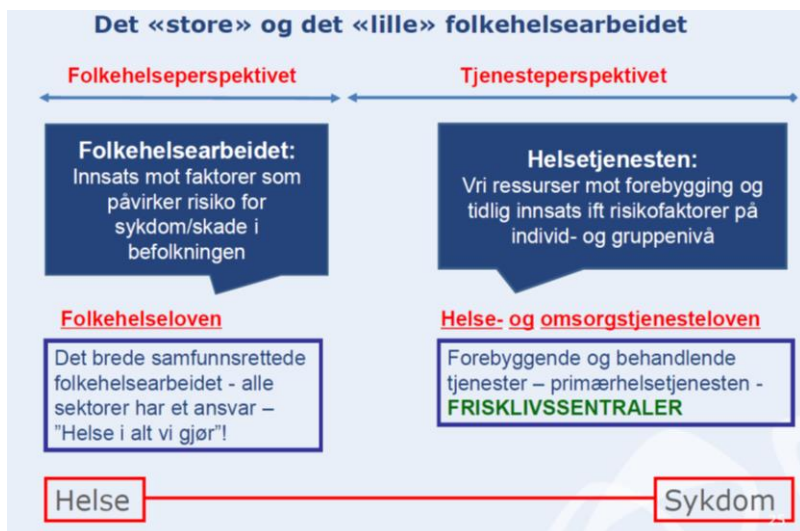 Det «store» og det «lille» folkehelsearbeidet
Folkehelseperspektivet
Tjenesteperspektivet
Folkehelsearbeidet:
Innsats mot faktorer som
påvirker risiko for
sykdom/skade i
befolkningen
Helsetjenesten:
Vri ressurser mot forebygging og
tidlig innsats ift risikofaktorer på
individ- og gruppenivå
Folkehelseloven
Det brede samfunnsrettede
folkehelsearbeidet - alle
sektorer har et ansvar –
"Helse i alt vi gjør"!
Helse- og omsorgstjenesteloven
Forebyggende og behandlende
tjenester – primærhelsetjenesten -
FRISKLIVSSENTRALER
Helse
Sykdom